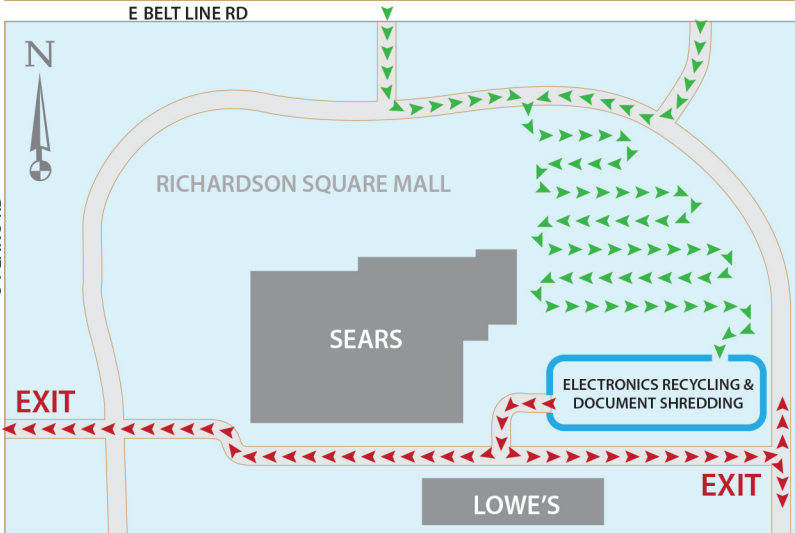 E BELT LINE RD
N
RICHARDSON SQUARE MALL
SEARS
ELECTRONICS RECYCLING &
DOCUMENT SHREDDING
EXIT
EXIT
LOWE'S